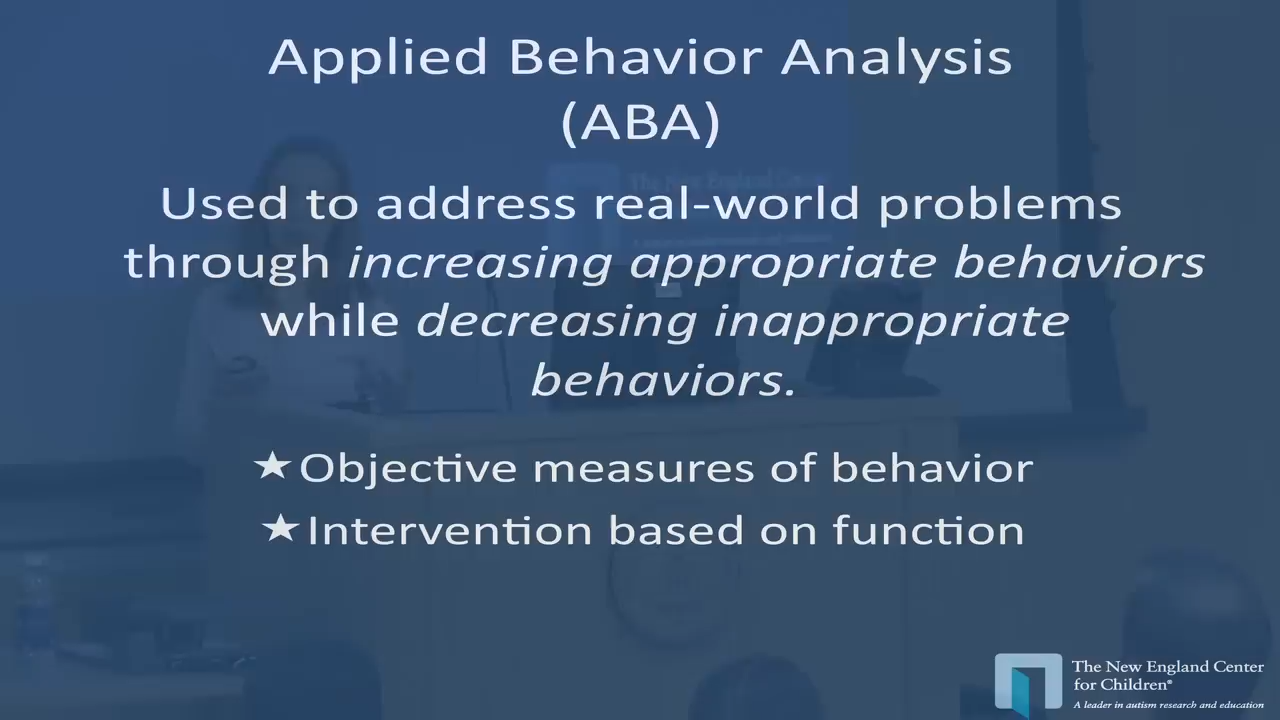 Applied Behavior Analysis
(ABA)
Used to address real-world problems
through increasing appropriate behaviors
while decreasing inappropriate
behaviors.
★Objective measures of behavior
★Intervention based on function
The New England Center
for Children®
A leader in autism research and education